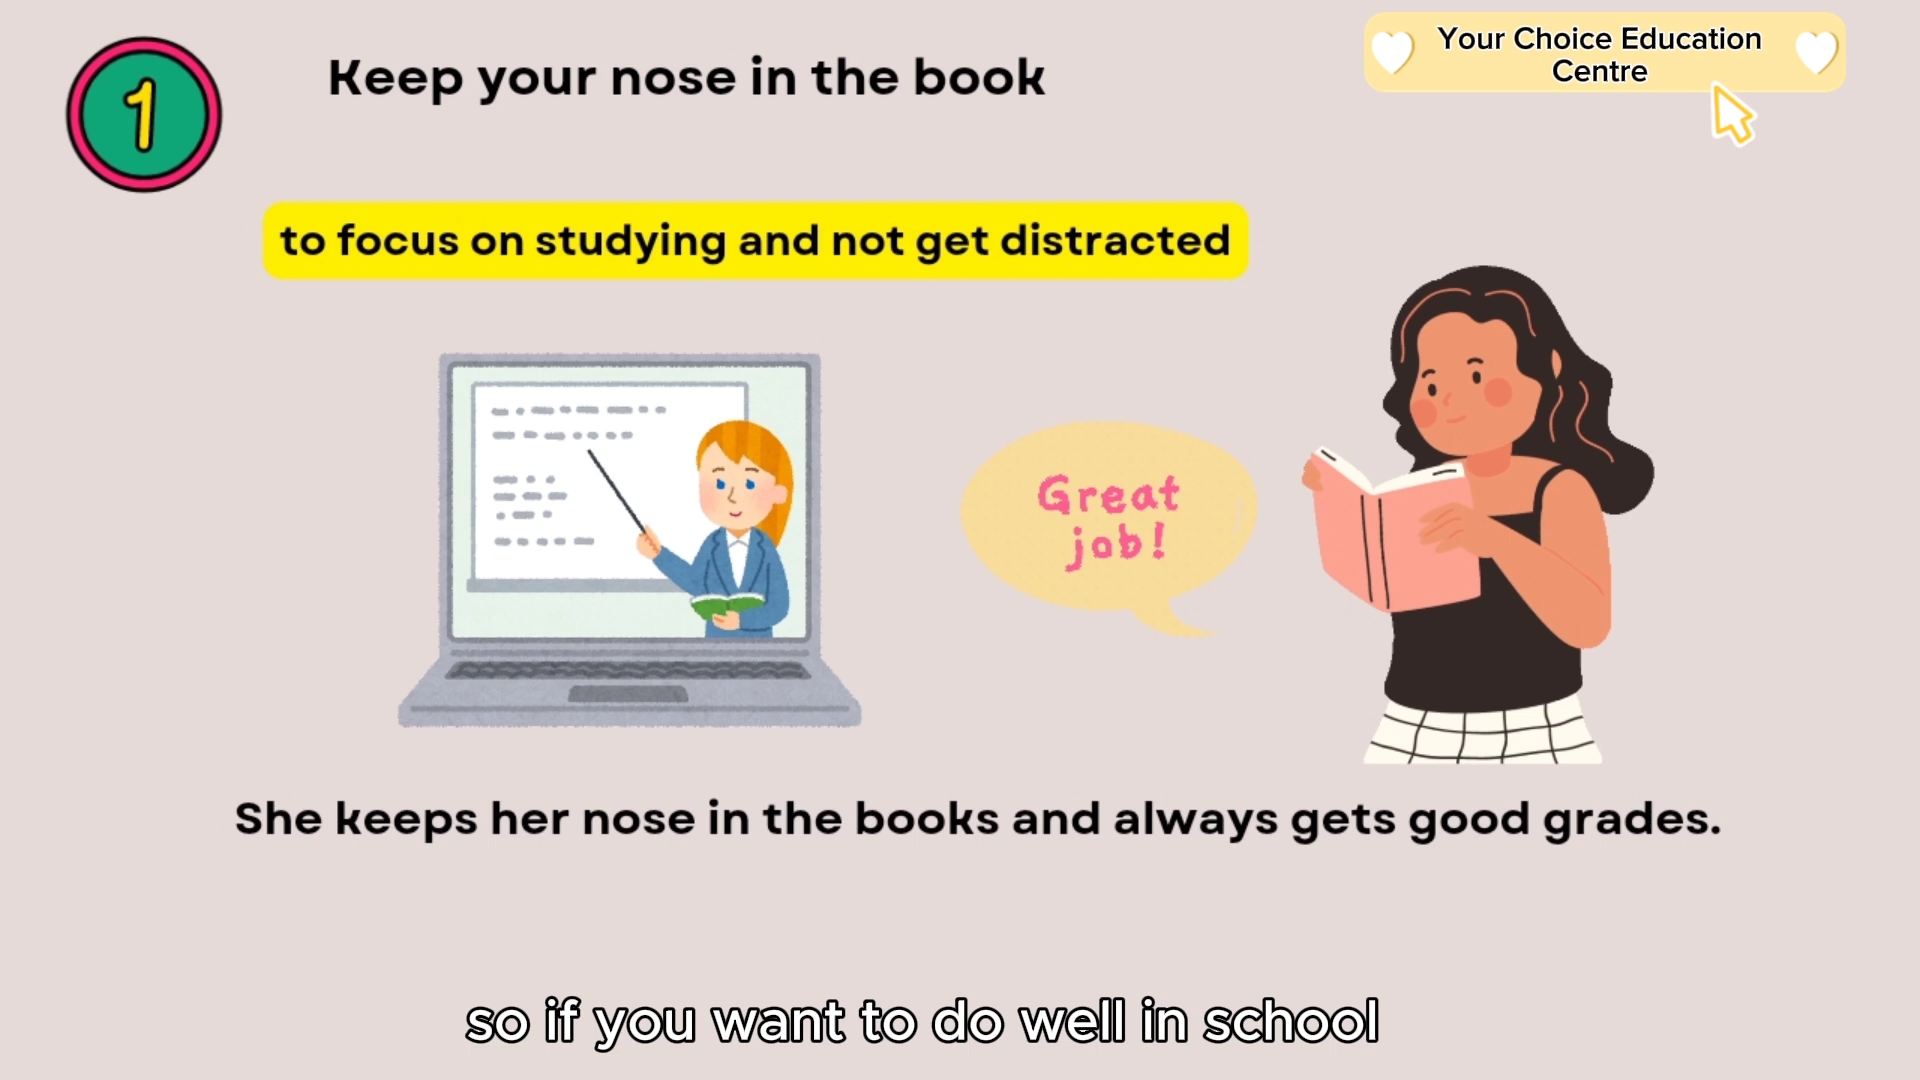 1
Keep your nose in the book
Your Choice Education
Centre
to focus on studying and not get distracted
Great
job!
She keeps her nose in the books and always gets good grades.
so if you want to do well in school